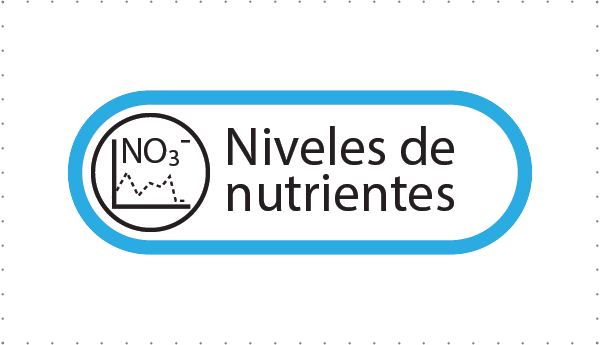 NO₃⁻
Niveles de
nutrientes